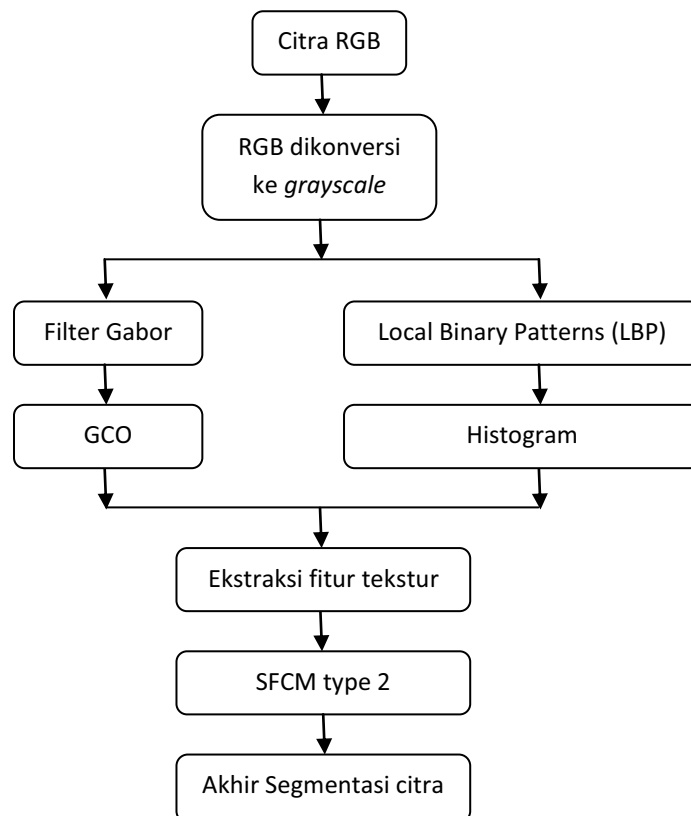 Citra RGB
RGB dikonversi
ke grayscale
Filter Gabor
Local Binary Patterns (LBP)
GCO
Histogram
Ekstraksi fitur tekstur
SFCM type 2
Akhir Segmentasi citra